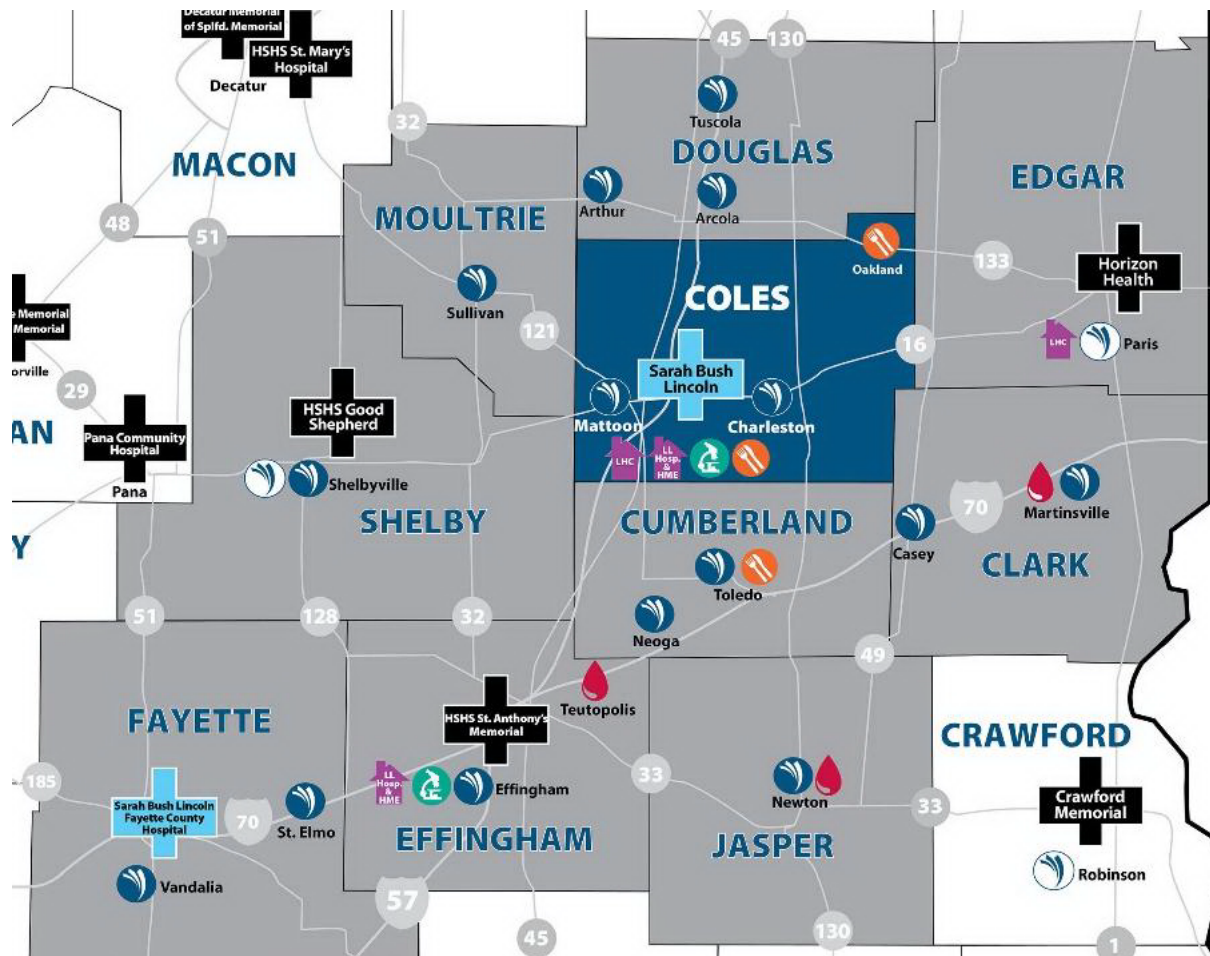 Decatur Memorial
of Splfd. Memorial
HSHS St. Mary's
Hospital
Decatur
45
130
Tuscola
32
DOUGLAS
MACON
EDGAR
MOULTRIE
Arthur
Arcola
48
51
Oakland
133
Horizon
Health
COLES
Sullivan
121
Memorial
Memorial
16
LHC
Paris
Sarah Bush
Lincoln
29
HSHS Good
Shepherd
Mattoon
Charleston
AN
Pana Community
Hospital
LHC
LL
Hosp.
&
HME
Pana
Shelbyville
70
Martinsville
SHELBY
CUMBERLAND
Casey
CLARK
Y
Toledo
51
128
32
Neoga
49
Teutopolis
FAYETTE
HSHS St. Anthony's
Memorial
CRAWFORD
185
LL
Hosp.
&
HME
Effingham
33
Newton
33
Crawford
Memorial
Sarah Bush Lincoln
Fayette County
Hospital
70
St. Elmo
EFFINGHAM
JASPER
Vandalia
Robinson
57
45
130
1